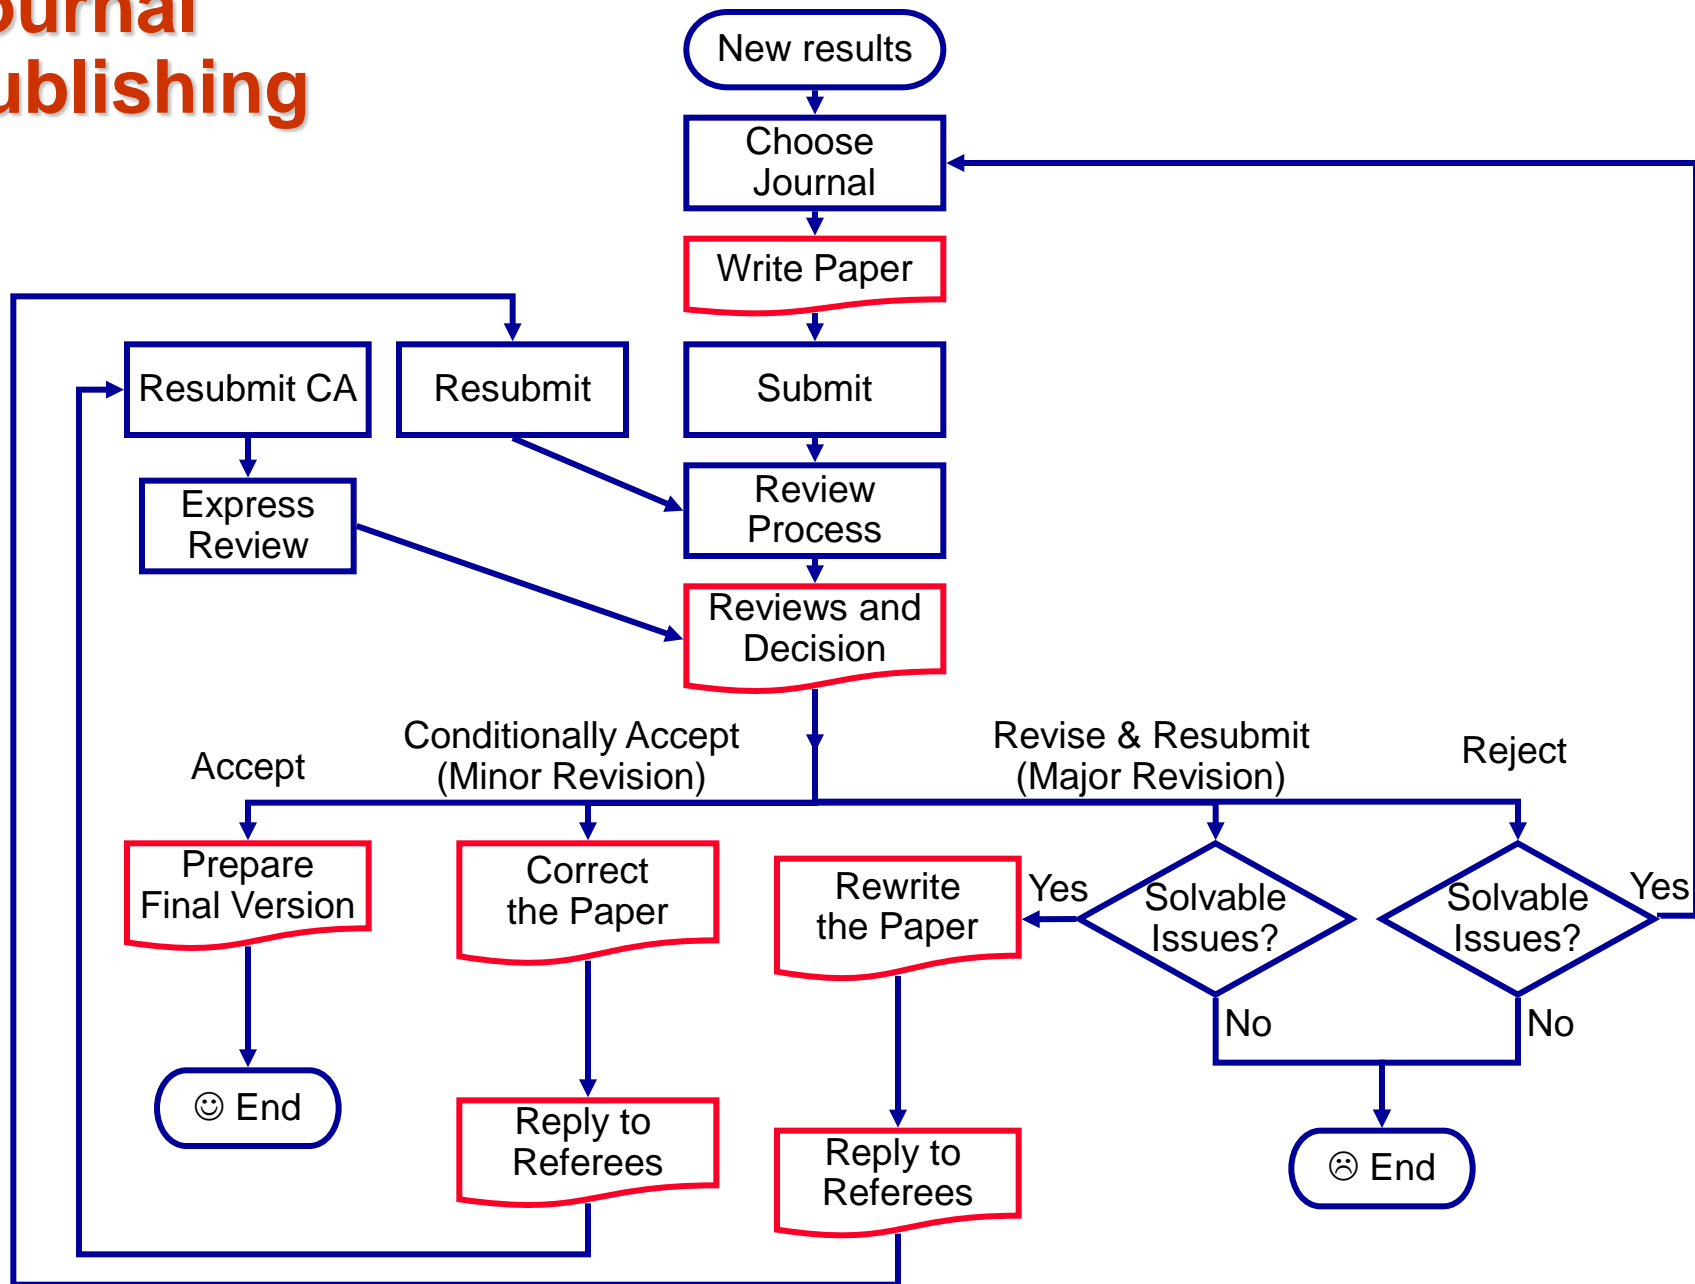 ournal
ublishing
New results
Choose
Journal
Write Paper
Resubmit CA
Resubmit
Submit
Express
Review
Review
Process
Reviews and
Decision
Accept
Conditionally Accept
(Minor Revision)
Revise & Resubmit
(Major Revision)
Reject
Prepare
Final Version
Correct
the Paper
Rewrite
the Paper
Yes
Solvable
Issues?
Solvable
Issues?
Yes
No
No
☺ End
Reply to
Referees
Reply to
Referees
☹ End